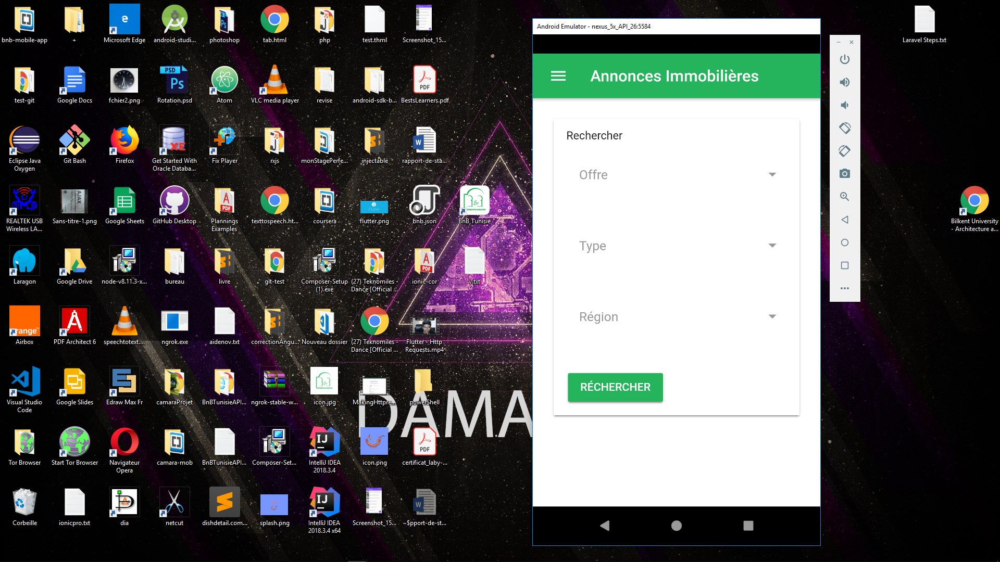 bnb-mobile-app
+
Microsoft Edge
android-studi...
photoshop
tab.html
php
test.thml
Screenshot_15...
test-git
Google Docs
fchier2.png
PSD
Ps
Rotation.psd
Atom
VLC media player
revise
android-sdk-b...
PDF
BestsLearners.pdf
Eclipse Java
Oxygen
Git Bash
Firefox
XE
Get Started With
Oracle Databa...
Fix Player
rxjs
monStagePerfe...
injectable
rapport-de-sta...
REALTEK USB
Wireless LA...
AJAX
Sans-titre-1.png
Google Sheets
GitHub Desktop
PDF
Plannings
Examples
texttospeech.ht...
coursera
flutter.png
bnb.json
BnB Tunisie
Laragon
Google Drive
node-v8.11.3-x...
bureau
livre
git-test
Composer-Setup
(1).exe
(27) Teknomiles -
Dance [Official ...
PDF
ionic-cor
v.txt
range™
Airbox
PDF Architect 6
speechtotext....
ngrok.exe
aidenov.txt
correctionAngu...
Nouveau dossier
(27) Teknomiles -
Dance [Official ...
Flutter - Http
Requests.mp4
Visual Studio
Code
Google Slides
Edraw Max Fr
camaraProjet
BnBTunisieAPI...
ngrok-stable-w...
icon.jpg
MakingHttpre...
powerShell
DAMA
Tor Browser
Start Tor Browser
Navigateur
Opera
camara-mob
BnBTunisieAPI...
Composer-Set...
IJ
IntelliJ IDEA
2018.3.4
icon.png
PDF
certificat_laby-...
Corbeille
ionicpro.txt
dia
netcut
dishdetail.com...
splash.png
IJ
IntelliJ IDEA
2018.3.4 x64
Screenshot_15...
~$pport-de-st...
Android Emulator - nexus_5x_API_26:5584
Annonces Immobilières
Rechercher
Offre
Type
Région
RÉCHERCHER
Laravel Steps.txt
Bilkent University
- Architecture a...